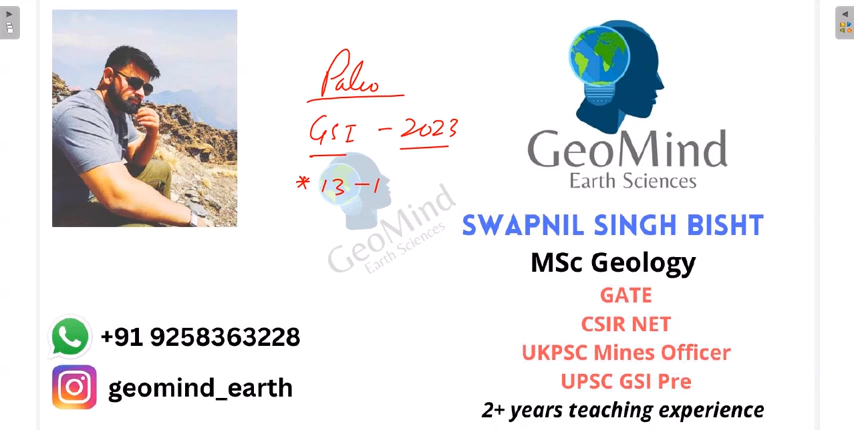 Paleo
GSI - 2023
* 13 - 1
GeoMind
Earth Sciences
GeoMind
Earth Sciences
SWAPNIL SINGH BISHT
MSc Geology
GATE
CSIR NET
UKPSC Mines Officer
UPSC GSI Pre
2+ years teaching experience
+91 9258363228
geomind_earth